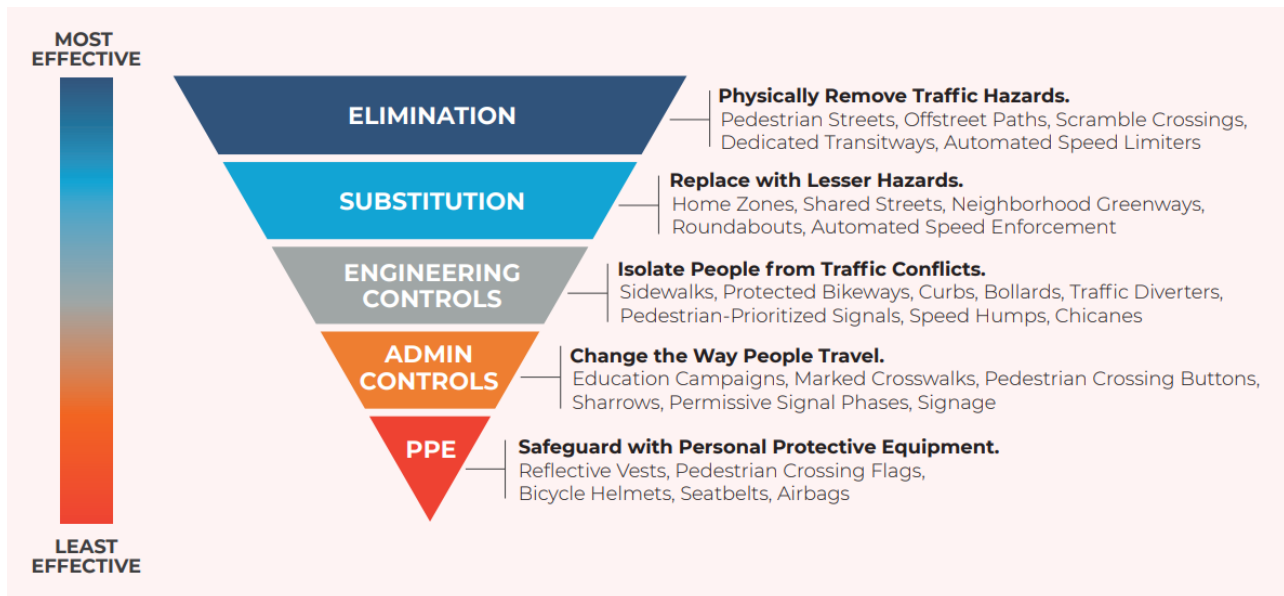 MOST
EFFECTIVE
ELIMINATION
Physically Remove Traffic Hazards.
Pedestrian Streets, Offstreet Paths, Scramble Crossings,
Dedicated Transitways, Automated Speed Limiters
SUBSTITUTION
Replace with Lesser Hazards.
Home Zones, Shared Streets, Neighborhood Greenways,
Roundabouts, Automated Speed Enforcement
ENGINEERING
CONTROLS
Isolate People from Traffic Conflicts.
Sidewalks, Protected Bikeways, Curbs, Bollards, Traffic Diverters,
Pedestrian-Prioritized Signals, Speed Humps, Chicanes
ADMIN
CONTROLS
Change the Way People Travel.
Education Campaigns, Marked Crosswalks, Pedestrian Crossing Buttons,
Sharrows, Permissive Signal Phases, Signage
PPE
Safeguard with Personal Protective Equipment.
Reflective Vests, Pedestrian Crossing Flags,
Bicycle Helmets, Seatbelts, Airbags
LEAST
EFFECTIVE